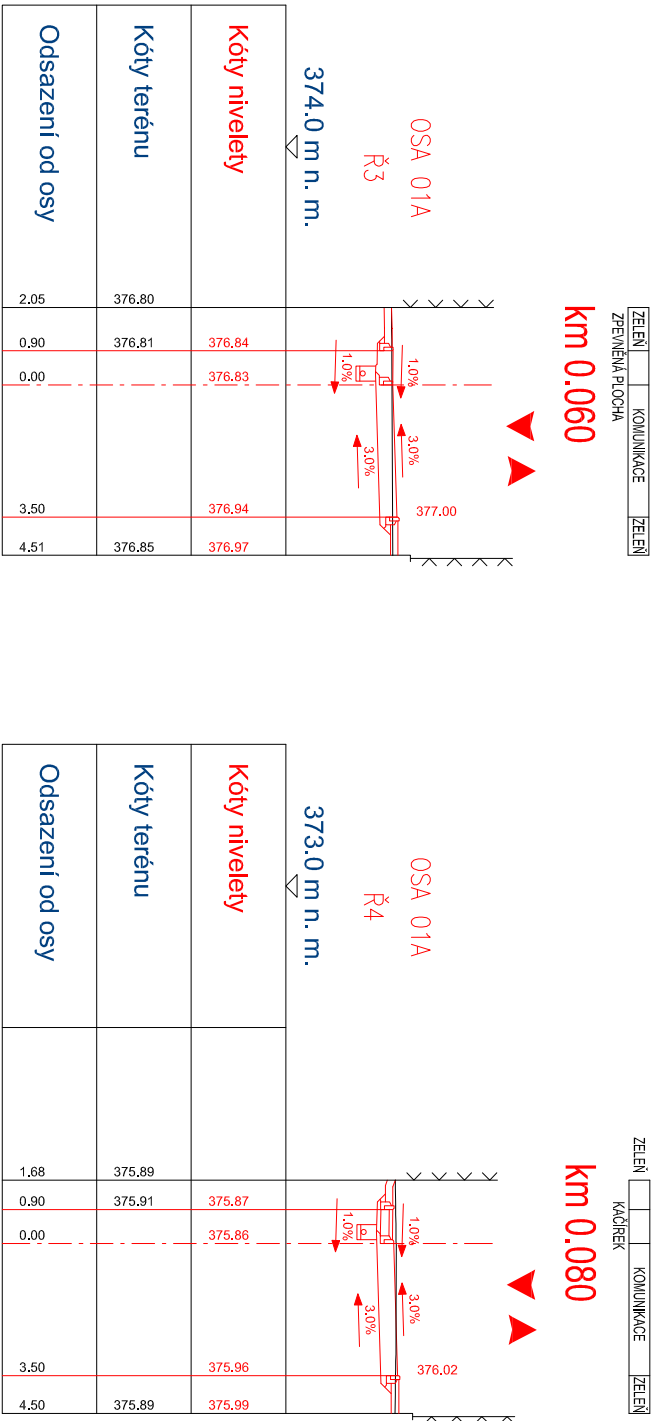 ZELEŇ
KOMUNIKACE
ZELEŇ
ZPEVNĚNÁ PLOCHA
km 0.060
OSA 01A
Ř3
377.00
1.0%
3.0%
1.0%
3.0%
374.0 m n. m.
Kóty nivelety 376.84 376.83 376.94 376.97
Kóty terénu 376.80 376.81 376.85
Odsazení od osy 2.05 0.90 0.00 3.50 4.51
ZELEŇ
KOMUNIKACE
ZELEŇ
KAČÍREK
km 0.080
OSA 01A
Ř4
376.02
1.0%
3.0%
1.0%
3.0%
373.0 m n. m.
Kóty nivelety 375.87 375.86 375.96 375.99
Kóty terénu 375.89 375.91 375.89
Odsazení od osy 1.68 0.90 0.00 3.50 4.50